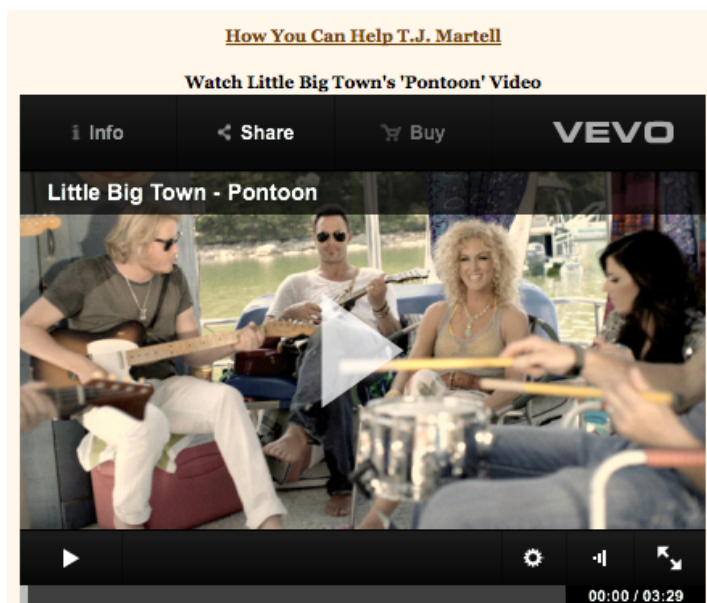 How You Can Help T.J. Martell
Watch Little Big Town's 'Pontoon' Video
i Info Share Buy VEVO
Little Big Town - Pontoon
00:00 / 03:29